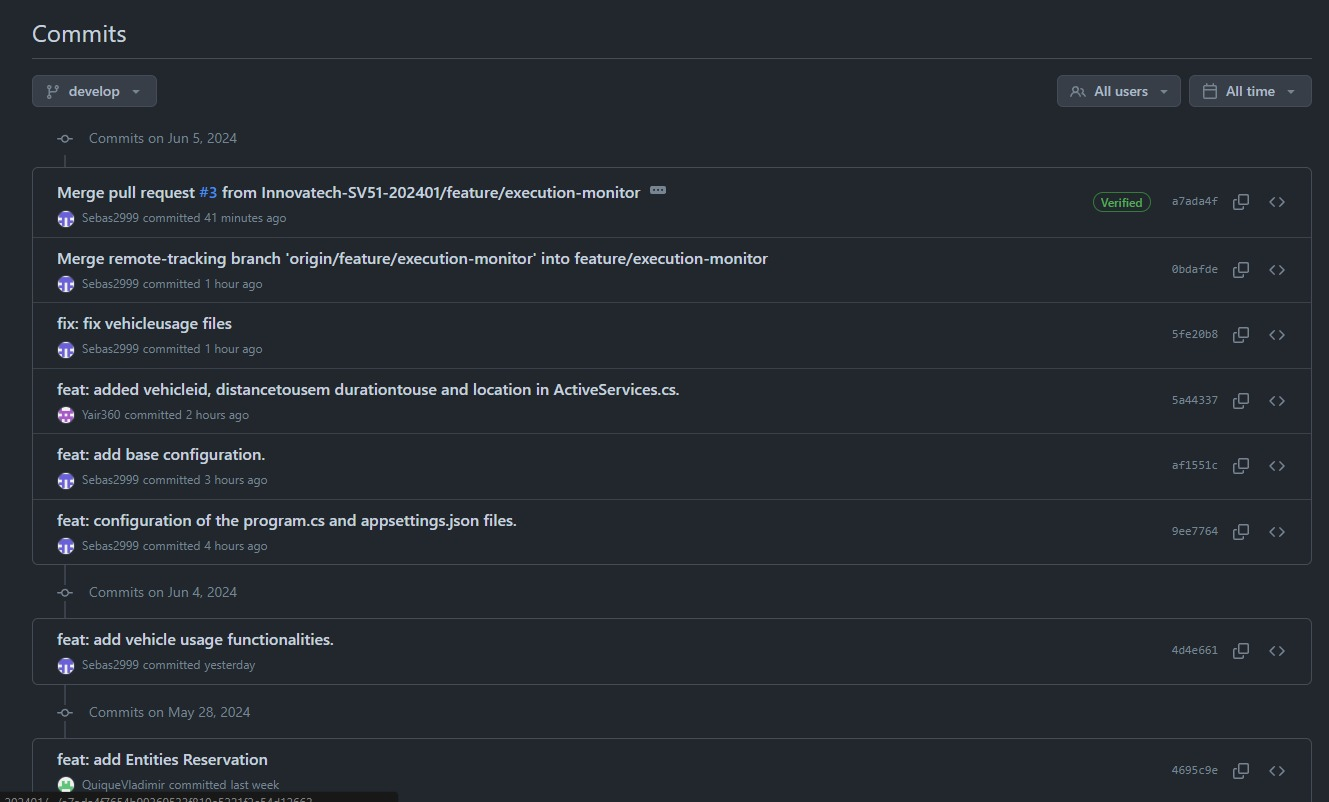 Commits
develop
All users
All time
Commits on Jun 5, 2024
Merge pull request #3 from Innovatech-SV51-202401/feature/execution-monitor
Sebas2999 committed 41 minutes ago
Verified
a7ada4f
Merge remote-tracking branch 'origin/feature/execution-monitor' into feature/execution-monitor
Sebas2999 committed 1 hour ago
0bdafde
fix: fix vehicleusage files
Sebas2999 committed 1 hour ago
5fe20b8
feat: added vehicleid, distancetousem durationtouse and location in ActiveServices.cs.
Yair360 committed 2 hours ago
5a44337
feat: add base configuration.
Sebas2999 committed 3 hours ago
af1551c
feat: configuration of the program.cs and appsettings.json files.
Sebas2999 committed 4 hours ago
9ee7764
Commits on Jun 4, 2024
feat: add vehicle usage functionalities.
Sebas2999 committed yesterday
4d4e661
Commits on May 28, 2024
feat: add Entities Reservation
QuiqueVladimir committed last week
4695c9e